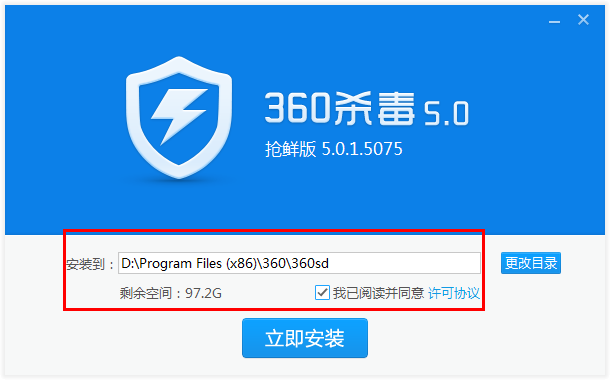 360杀毒 5.0
抢鲜版 5.0.1.5075
安装到： D:\Program Files (x86)\360\360sd 更改目录
剩余空间：97.2G 我已阅读并同意 许可协议
立即安装